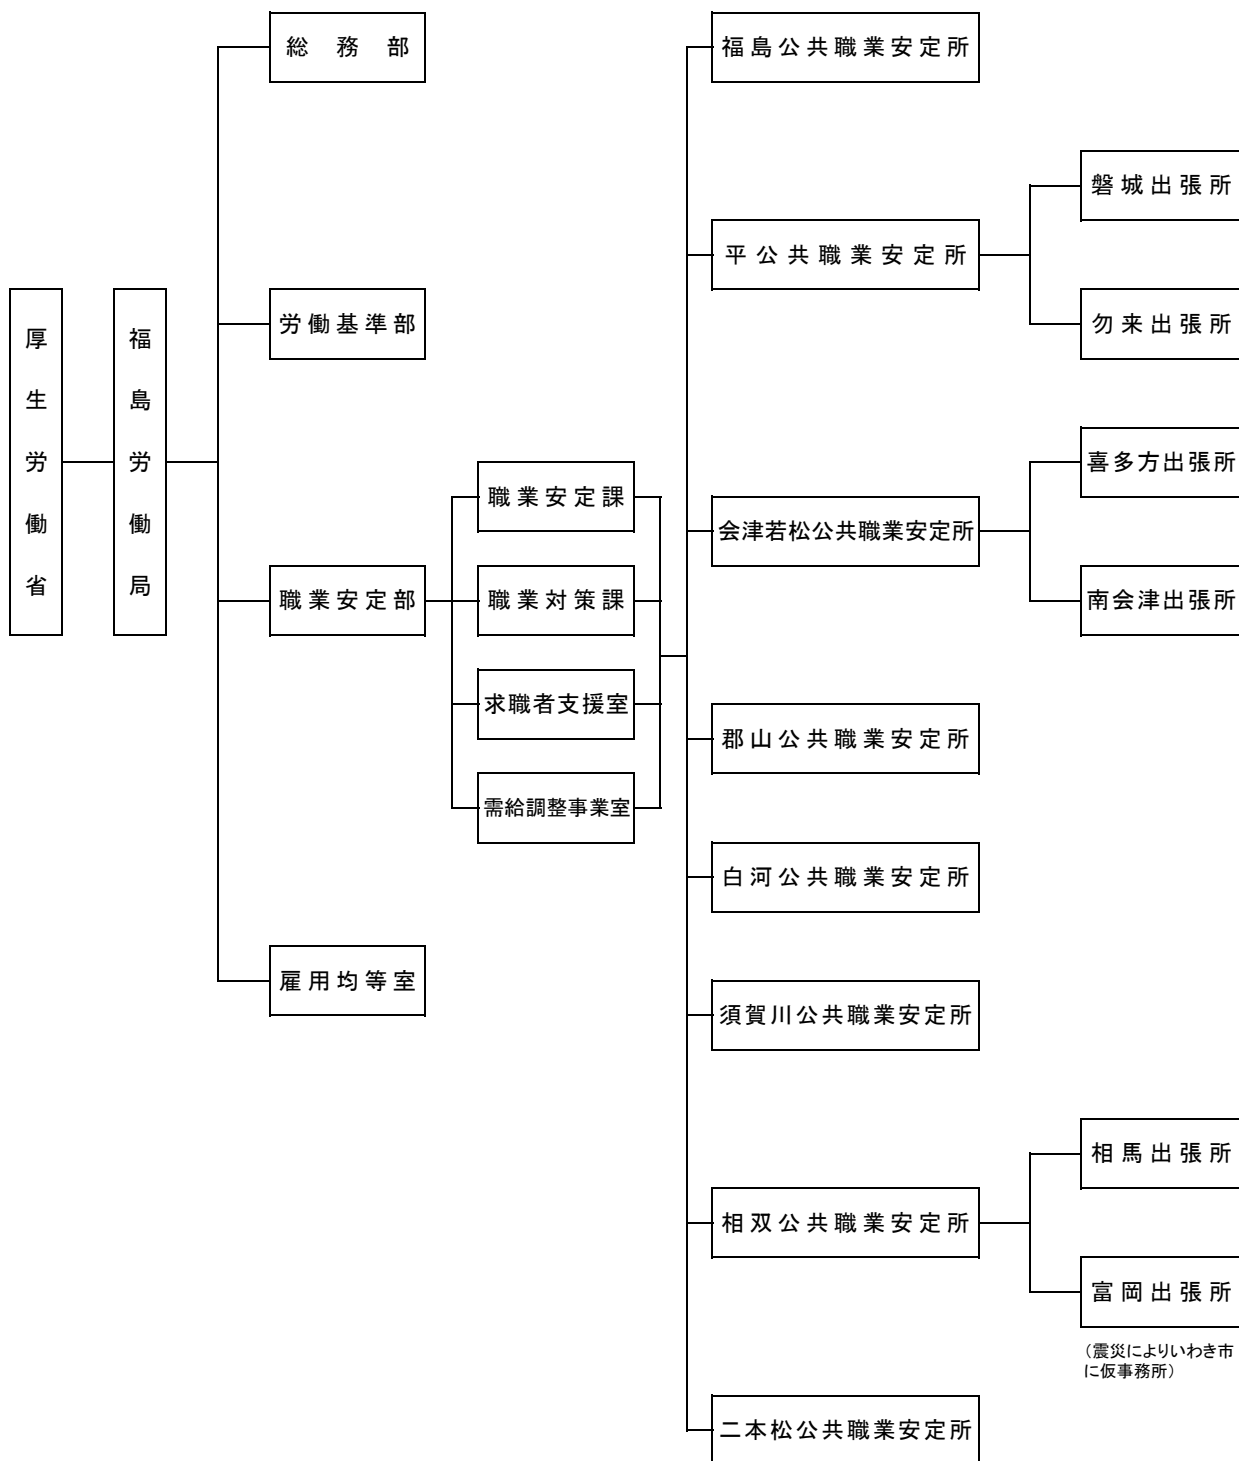 厚生労働省
福島労働局
総務部
労働基準部
職業安定部
雇用均等室
職業安定課
職業対策課
求職者支援室
需給調整事業室
福島公共職業安定所
平公共職業安定所
磐城出張所
勿来出張所
会津若松公共職業安定所
喜多方出張所
南会津出張所
郡山公共職業安定所
白河公共職業安定所
須賀川公共職業安定所
相双公共職業安定所
相馬出張所
富岡出張所
（震災によりいわき市
に仮事務所）
二本松公共職業安定所